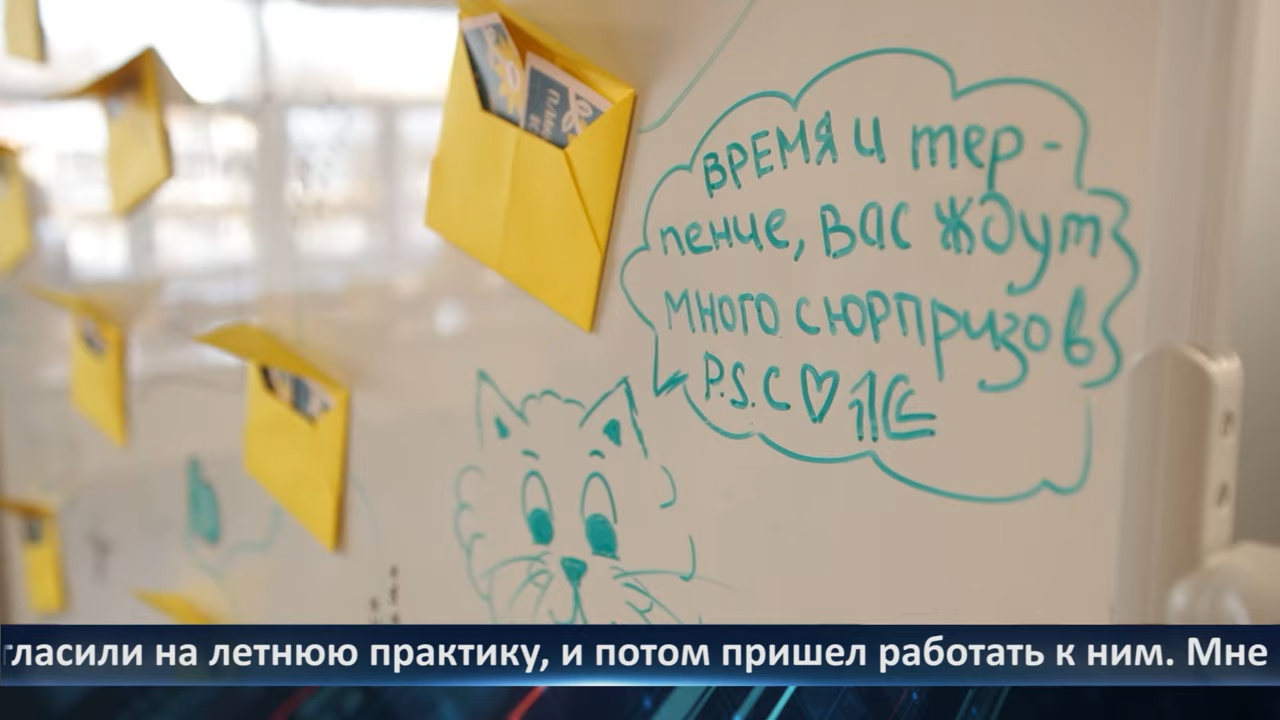 ВРЕМЯ И тер-
пение, Вас ждут
много сюрпризов
P.S. С ♡ 1С
гласили на летнюю практику, и потом пришел работать к ним. Мне